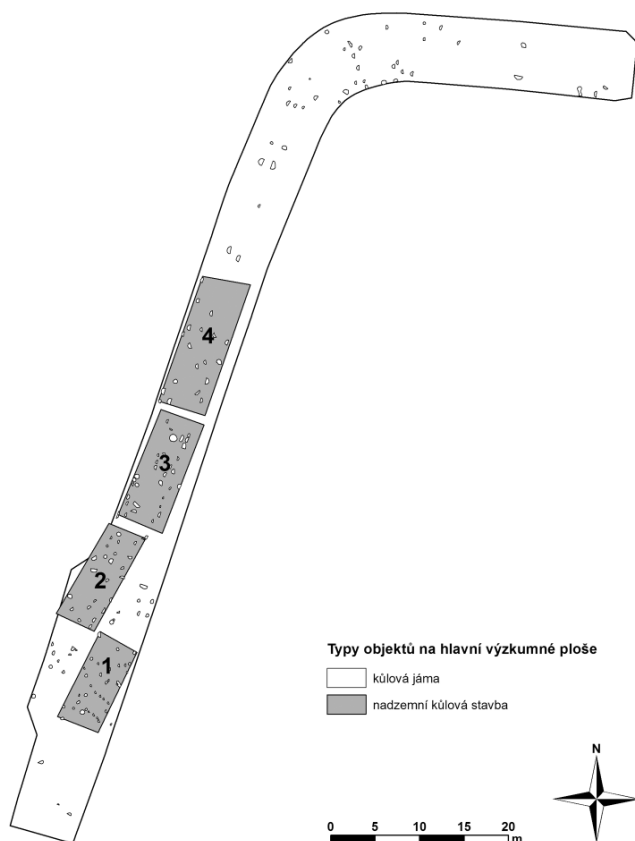 4
3
2
1
Typy objektů na hlavní výzkumné ploše
kůlová jáma
nadzemní kůlová stavba
N
0 5 10 15 20
m